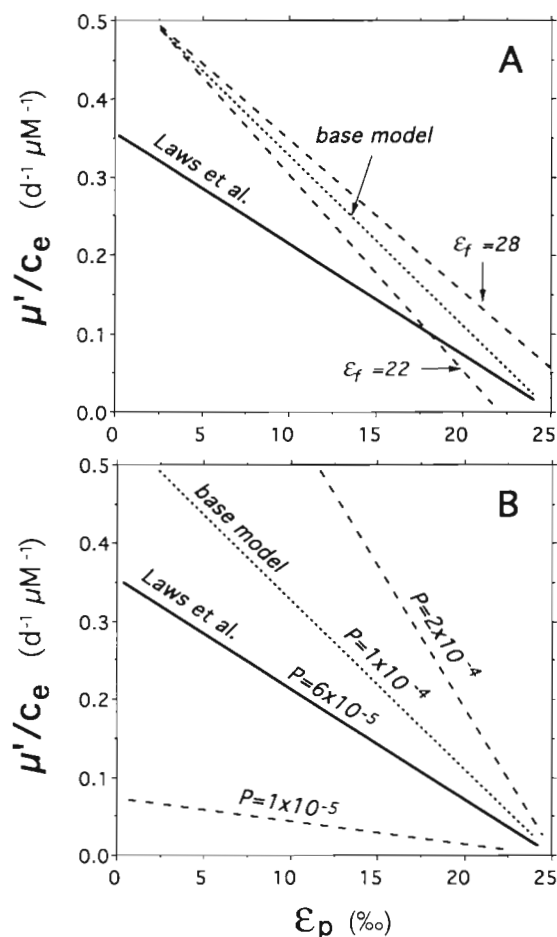 A
0.5
0.4
0.3
0.2
0.1
0.0
μ'/Ce (d⁻¹ μM⁻¹)
base model
Laws et al.
εf =28
εf =22
0 5 10 15 20 25
B
0.5
0.4
0.3
0.2
0.1
0.0
μ'/Ce (d⁻¹ μM⁻¹)
base model
Laws et al.
P=2x10⁻⁴
P=1x10⁻⁴
P=6x10⁻⁵
P=1x10⁻⁵
0 5 10 15 20 25
εp (‰)